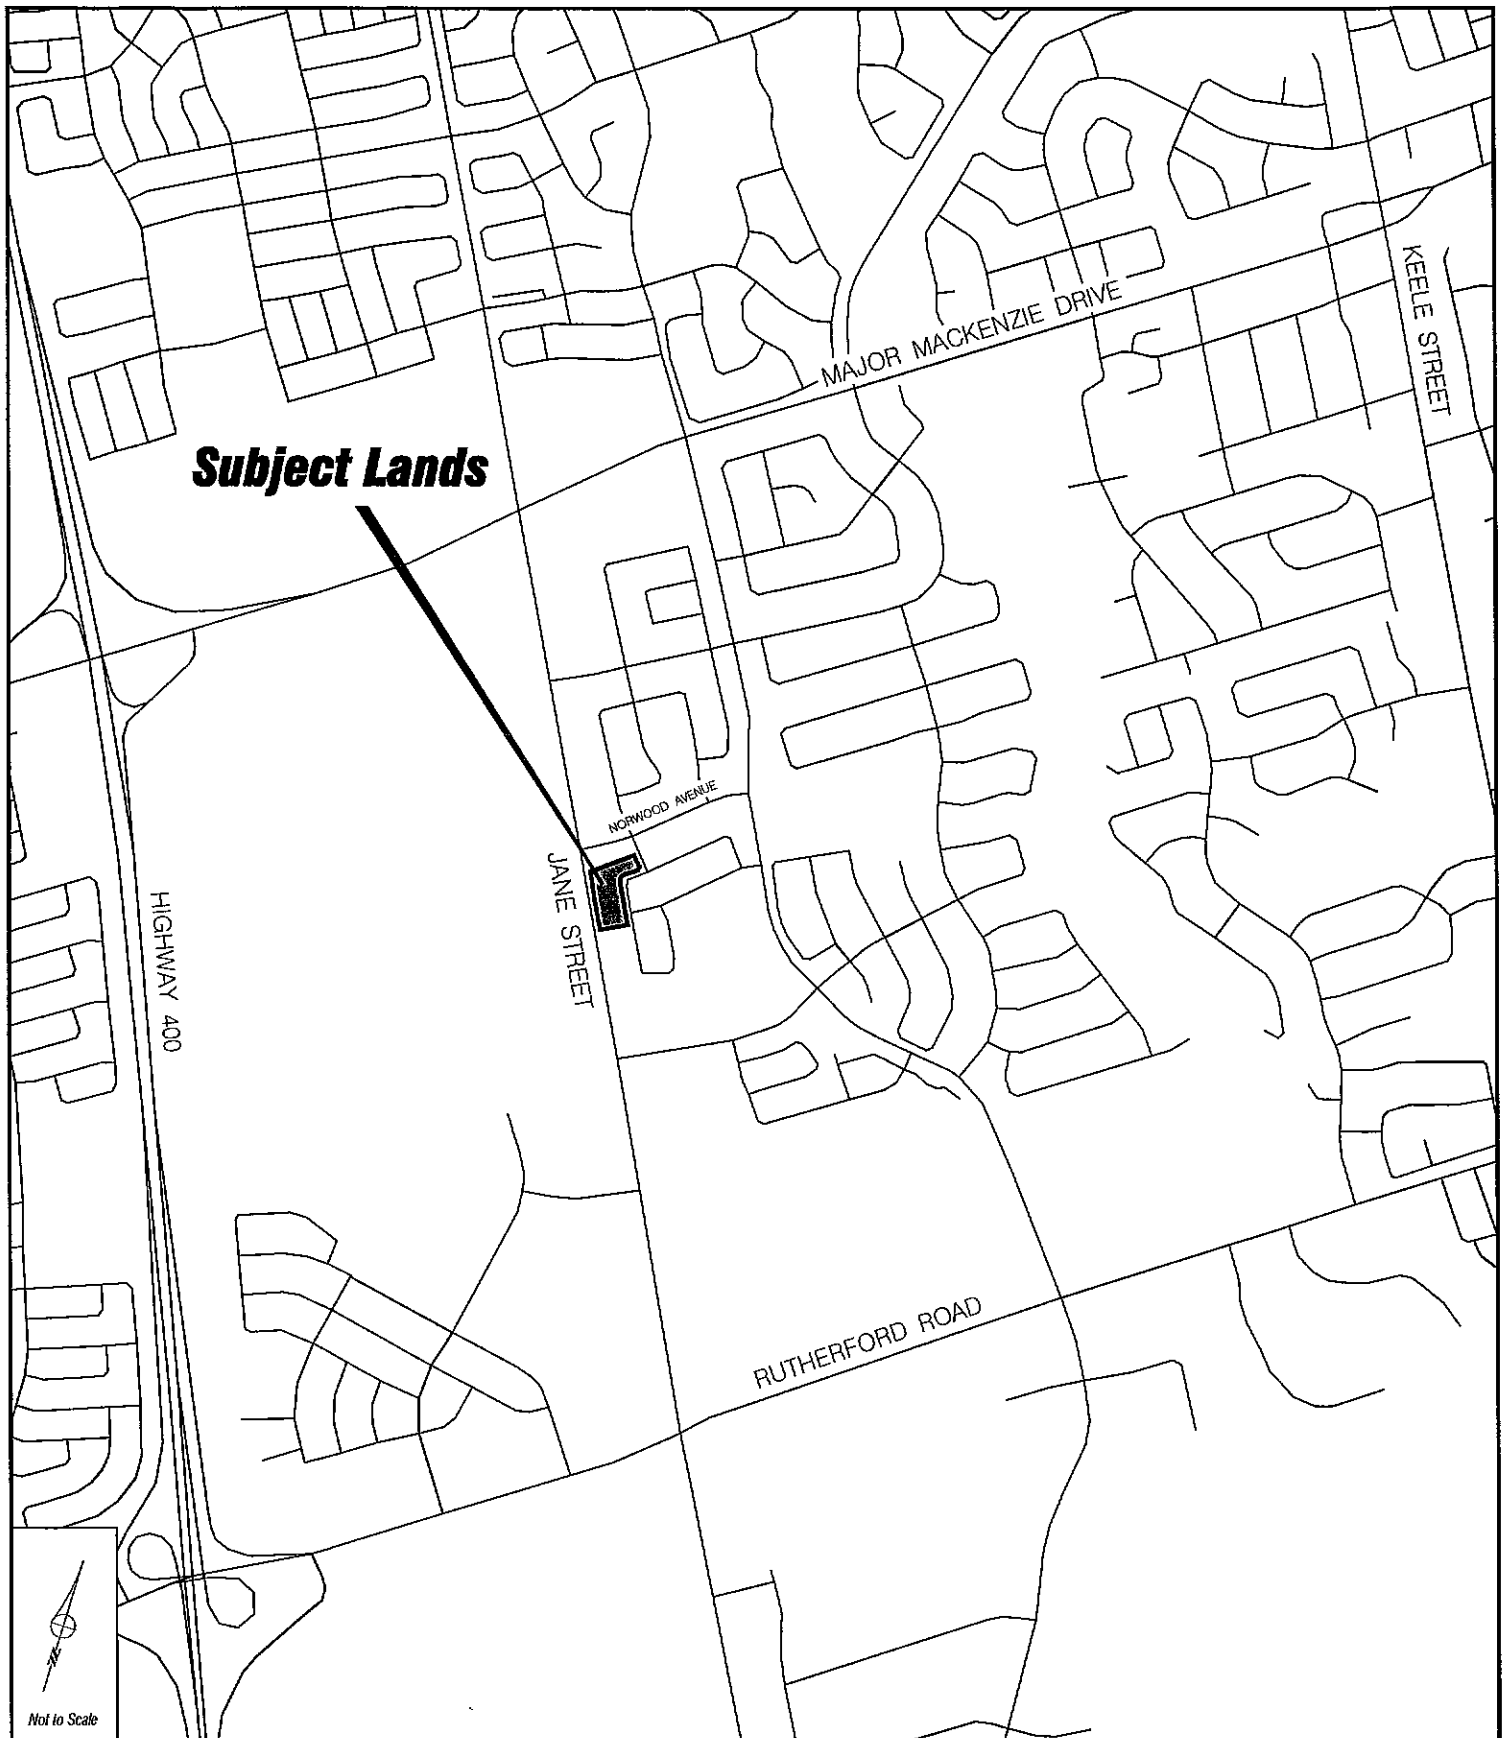 MAJOR MACKENZIE DRIVE
KEELE STREET
Subject Lands
NORWOOD AVENUE
JANE STREET
HIGHWAY 400
RUTHERFORD ROAD
N
Not to Scale